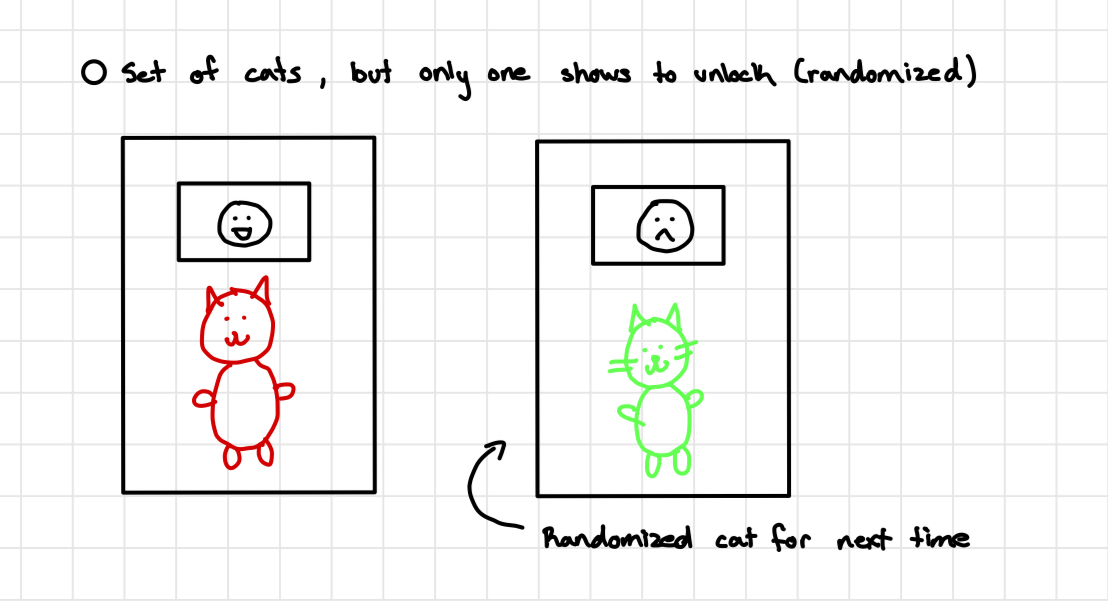 Set of cats, but only one shows to unlock (randomized)
Randomized cat for next time